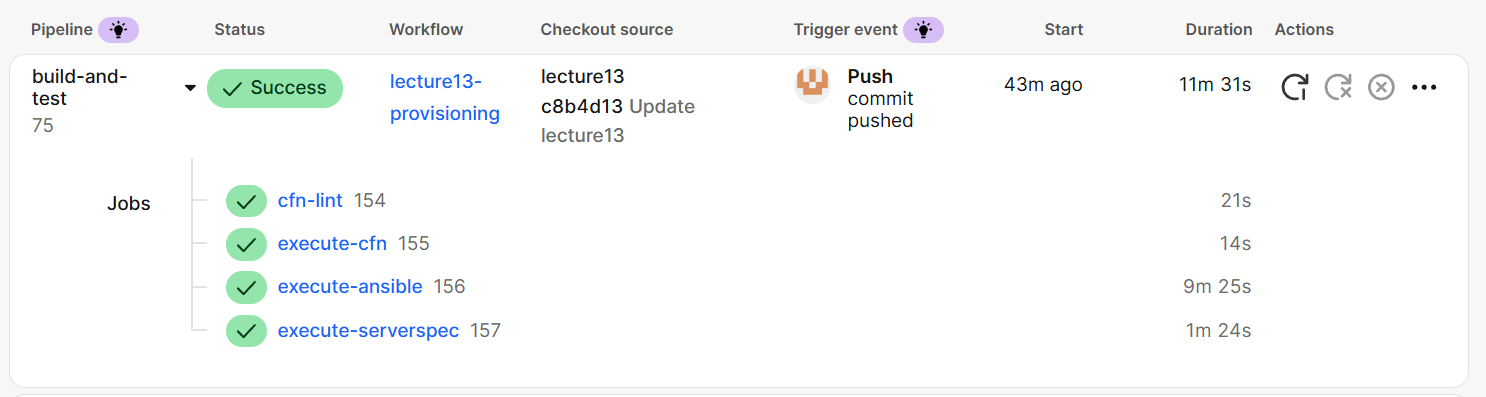 Pipeline Status Workflow Checkout source Trigger event Start Duration Actions
build-and-
test
75
Success
lecture13-
provisioning
lecture13
c8b4d13 Update
lecture13
Push
commit
pushed
43m ago
11m 31s
Jobs
cfn-lint 154 21s
execute-cfn 155 14s
execute-ansible 156 9m 25s
execute-serverspec 157 1m 24s